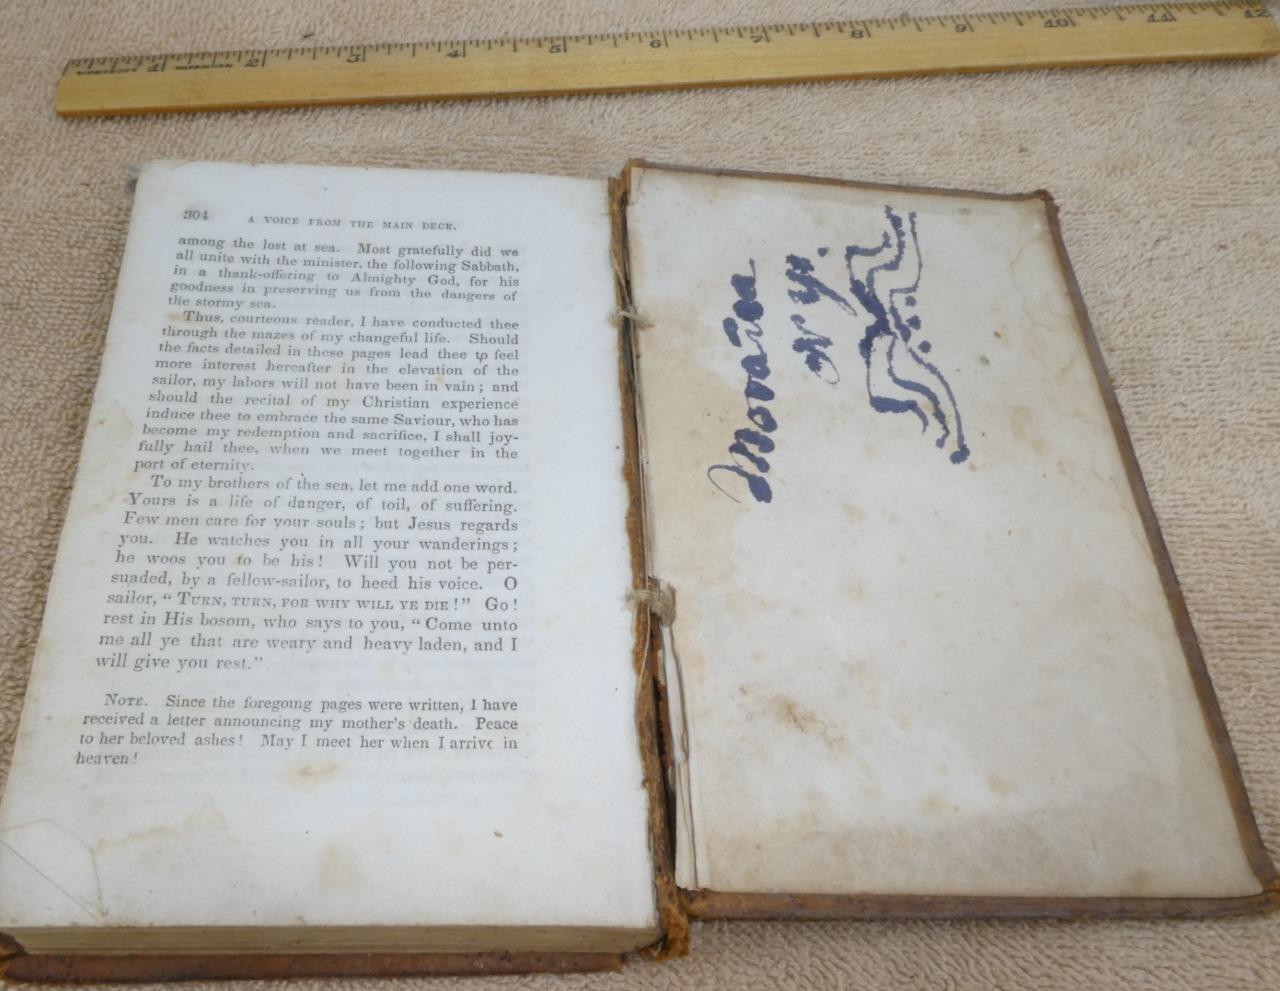 1 2 3 4 5 6 7 8 9 10 11 12
304 A VOICE FROM THE MAIN DECK.
among the lost at sea. Most gratefully did we
all unite with the minister, the following Sabbath,
in a thank-offering to Almighty God, for his
goodness in preserving us from the dangers of
the stormy sea.
Thus, courteous reader, I have conducted thee
through the mazes of my changeful life. Should
the facts detailed in these pages lead thee to feel
more interest hereafter in the elevation of the
sailor, my labors will not have been in vain; and
should the recital of my Christian experience
induce thee to embrace the same Saviour, who has
become my redemption and sacrifice, I shall joy-
fully hail thee, when we meet together in the
port of eternity.
To my brothers of the sea, let me add one word.
Yours is a life of danger, of toil, of suffering.
Few men care for your souls; but Jesus regards
you. He watches you in all your wanderings;
he woos you to be his! Will you not be per-
suaded, by a fellow-sailor, to heed his voice. O
sailor, "TURN, TURN, FOR WHY WILL YE DIE!" Go!
rest in His bosom, who says to you, "Come unto
me all ye that are weary and heavy laden, and I
will give you rest."
NOTE. Since the foregoing pages were written, I have
received a letter announcing my mother's death. Peace
to her beloved ashes! May I meet her when I arrive in
heaven!
N Y.